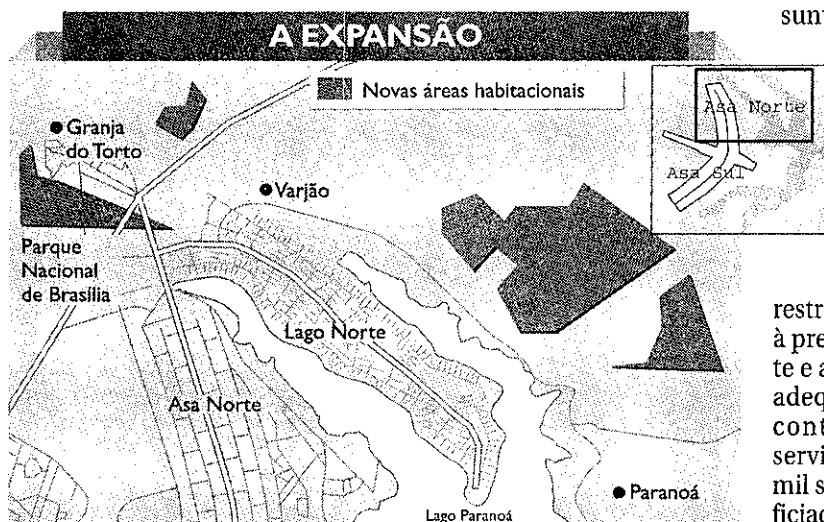 A EXPANSÃO
Novas áreas habitacionais
Granja
do Torto
Varjão
Parque
Nacional
de Brasília
Lago Norte
Asa Norte
Paranoá
Lago Paranoá
Asa Norte
Asa Sul
restr
à pre
te e a
adeq
cont
servi
mil s
ficiad